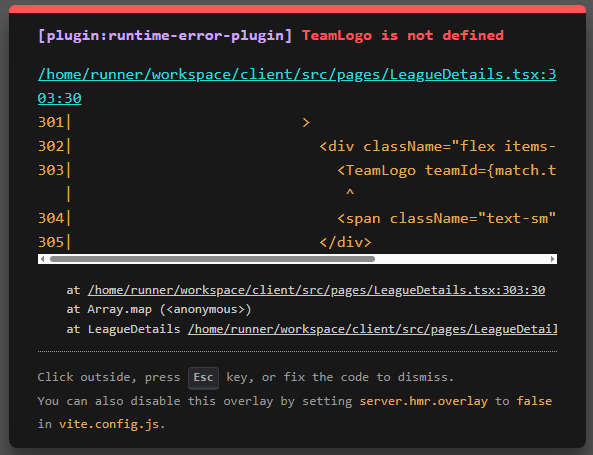 [plugin:runtime-error-plugin] TeamLogo is not defined
/home/runner/workspace/client/src/pages/LeagueDetails.tsx:3
03:30
301| >
302| <div className="flex items-
303| <TeamLogo teamId={match.t
| ^
304| <span className="text-sm"
305| </div>
at /home/runner/workspace/client/src/pages/LeagueDetails.tsx:303:30
at Array.map (<anonymous>)
at LeagueDetails /home/runner/workspace/client/src/pages/LeagueDetail
Click outside, press Esc key, or fix the code to dismiss.
You can also disable this overlay by setting server.hmr.overlay to false
in vite.config.js.